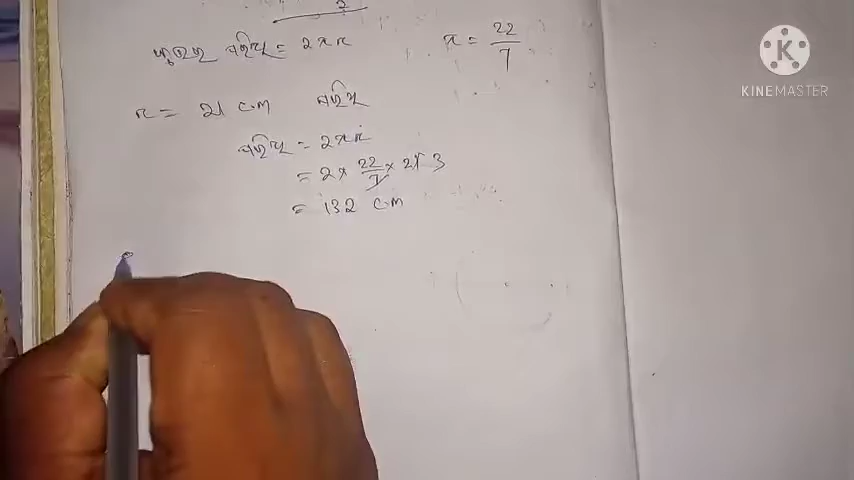 ବୃତ୍ତର ପରିଧି = 2πr π = 22/7
r = 21 cm ପରିଧି
ପରିଧି = 2πr
= 2 × 22/7 × 21 3
= 132 cm
K
KINEMASTER